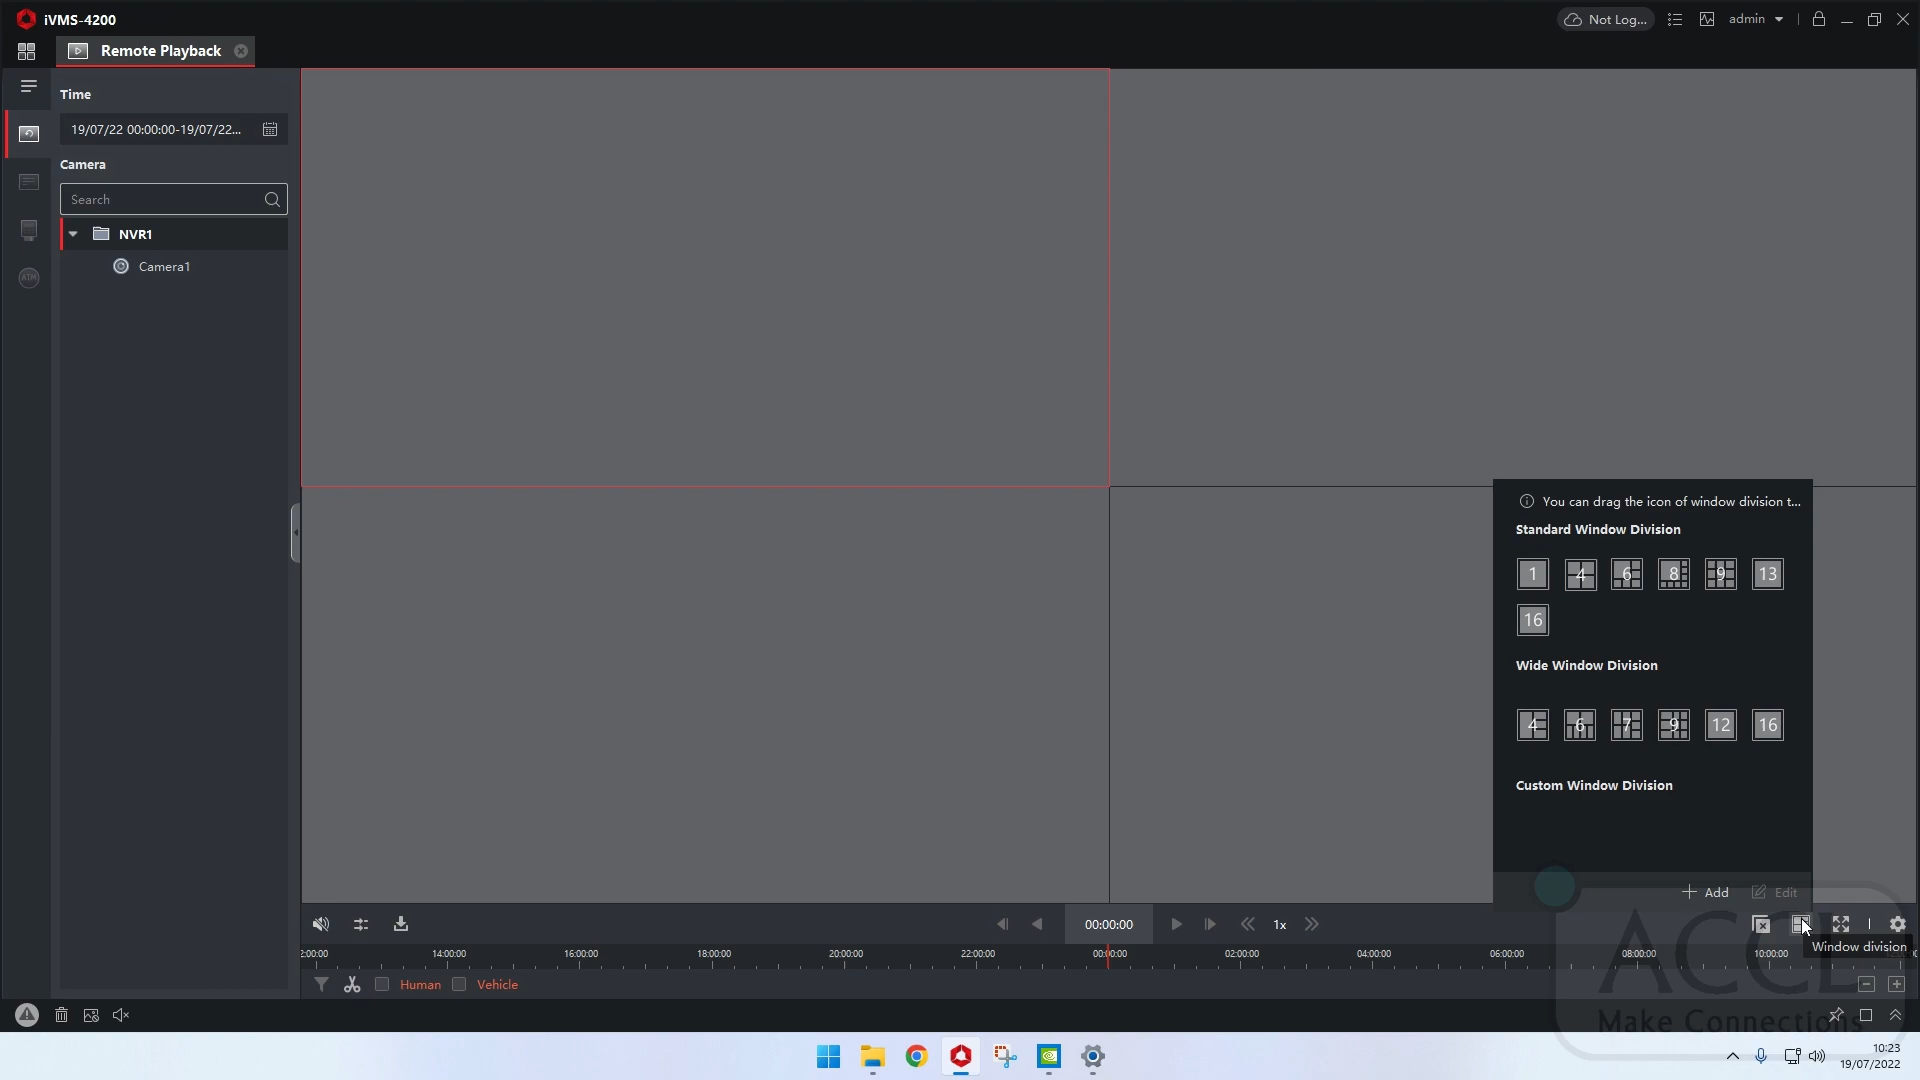 iVMS-4200
Not Log...
admin
Remote Playback
Time
19/07/22 00:00:00-19/07/22...
Camera
Search
NVR1
Camera1
ATM
You can drag the icon of window division t...
Standard Window Division
1 4 6 8 9 13
16
Wide Window Division
4 6 7 9 12 16
Custom Window Division
Add Edit
00:00:00
1x
Window division
2:00:00 14:00:00 16:00:00 18:00:00 20:00:00 22:00:00 00:00:00 02:00:00 04:00:00 06:00:00 08:00:00 10:00:00
Human Vehicle
ACCL
Make Connections
10:23
19/07/2022